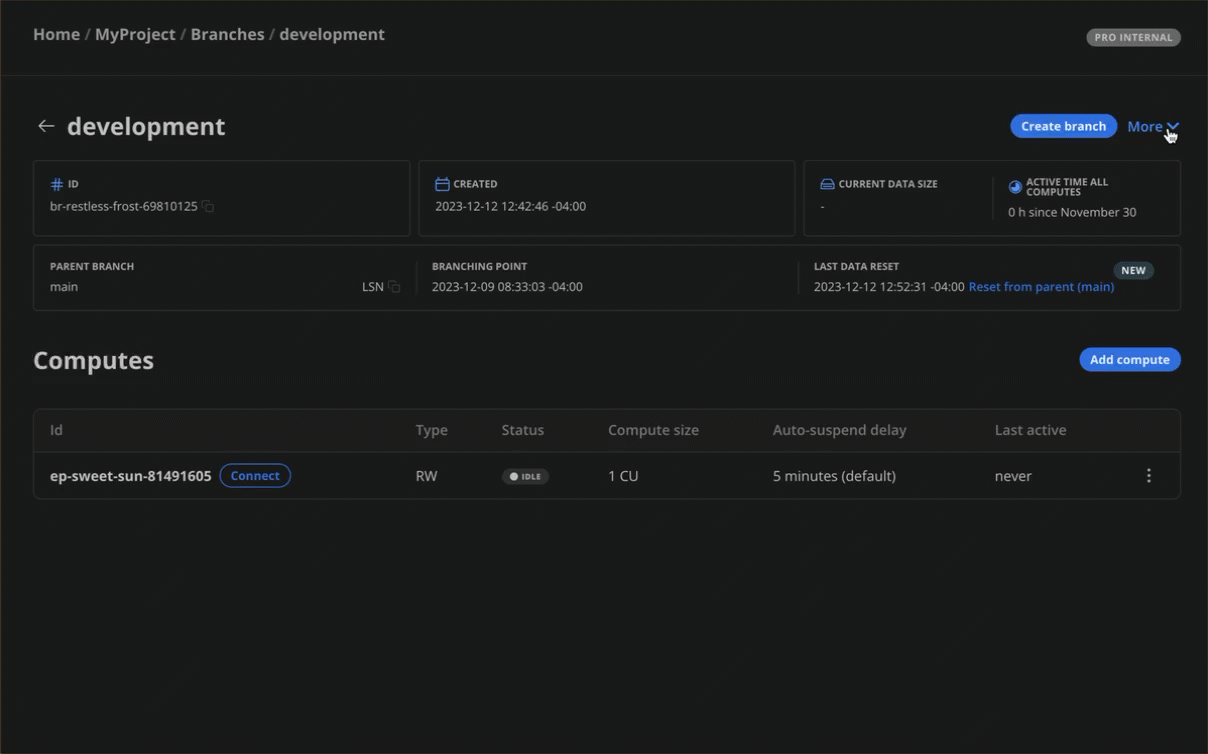 Home / MyProject / Branches / development
PRO INTERNAL
development
Create branch
More
ID
br-restless-frost-69810125
CREATED
2023-12-12 12:42:46 -04:00
CURRENT DATA SIZE
-
ACTIVE TIME ALL
COMPUTES
0 h since November 30
PARENT BRANCH
main
LSN
BRANCHING POINT
2023-12-09 08:33:03 -04:00
LAST DATA RESET
NEW
2023-12-12 12:52:31 -04:00 Reset from parent (main)
Computes
Add compute
Id Type Status Compute size Auto-suspend delay Last active
ep-sweet-sun-81491605 Connect RW IDLE 1 CU 5 minutes (default) never